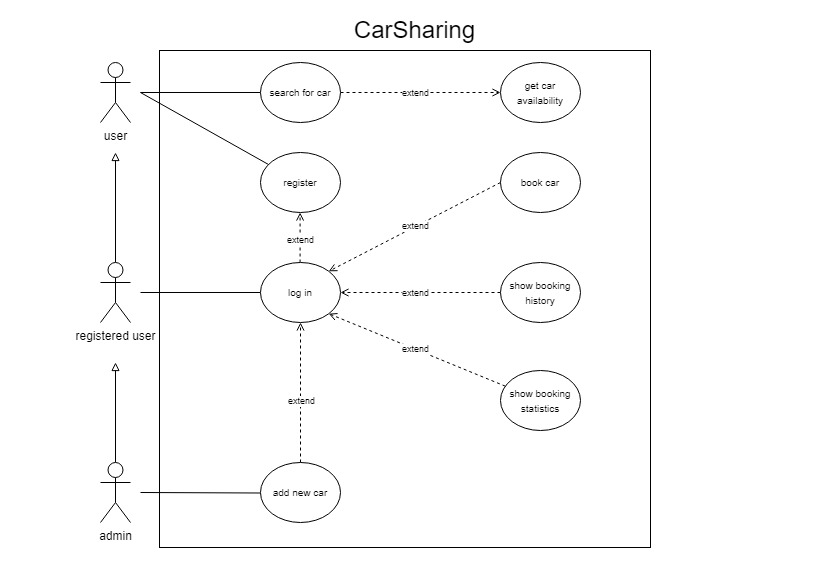 CarSharing
search for car
extend
get car
availability
user
register
book car
extend
extend
log in
extend
show booking
history
registered user
extend
show booking
statistics
extend
add new car
admin